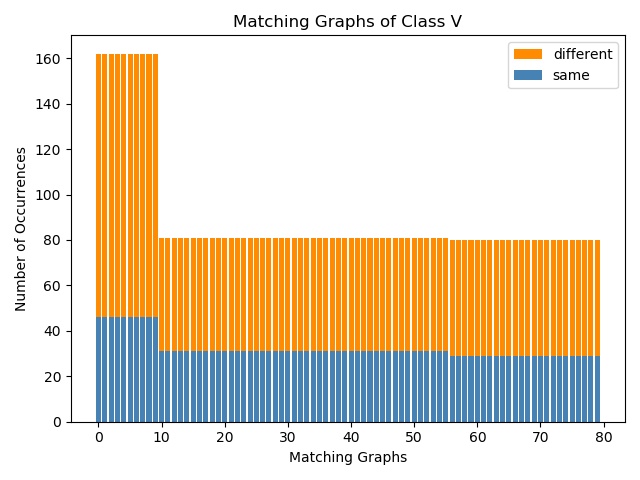 Matching Graphs of Class V
different
same
Number of Occurrences
160
140
120
100
80
60
40
20
0
0 10 20 30 40 50 60 70 80
Matching Graphs